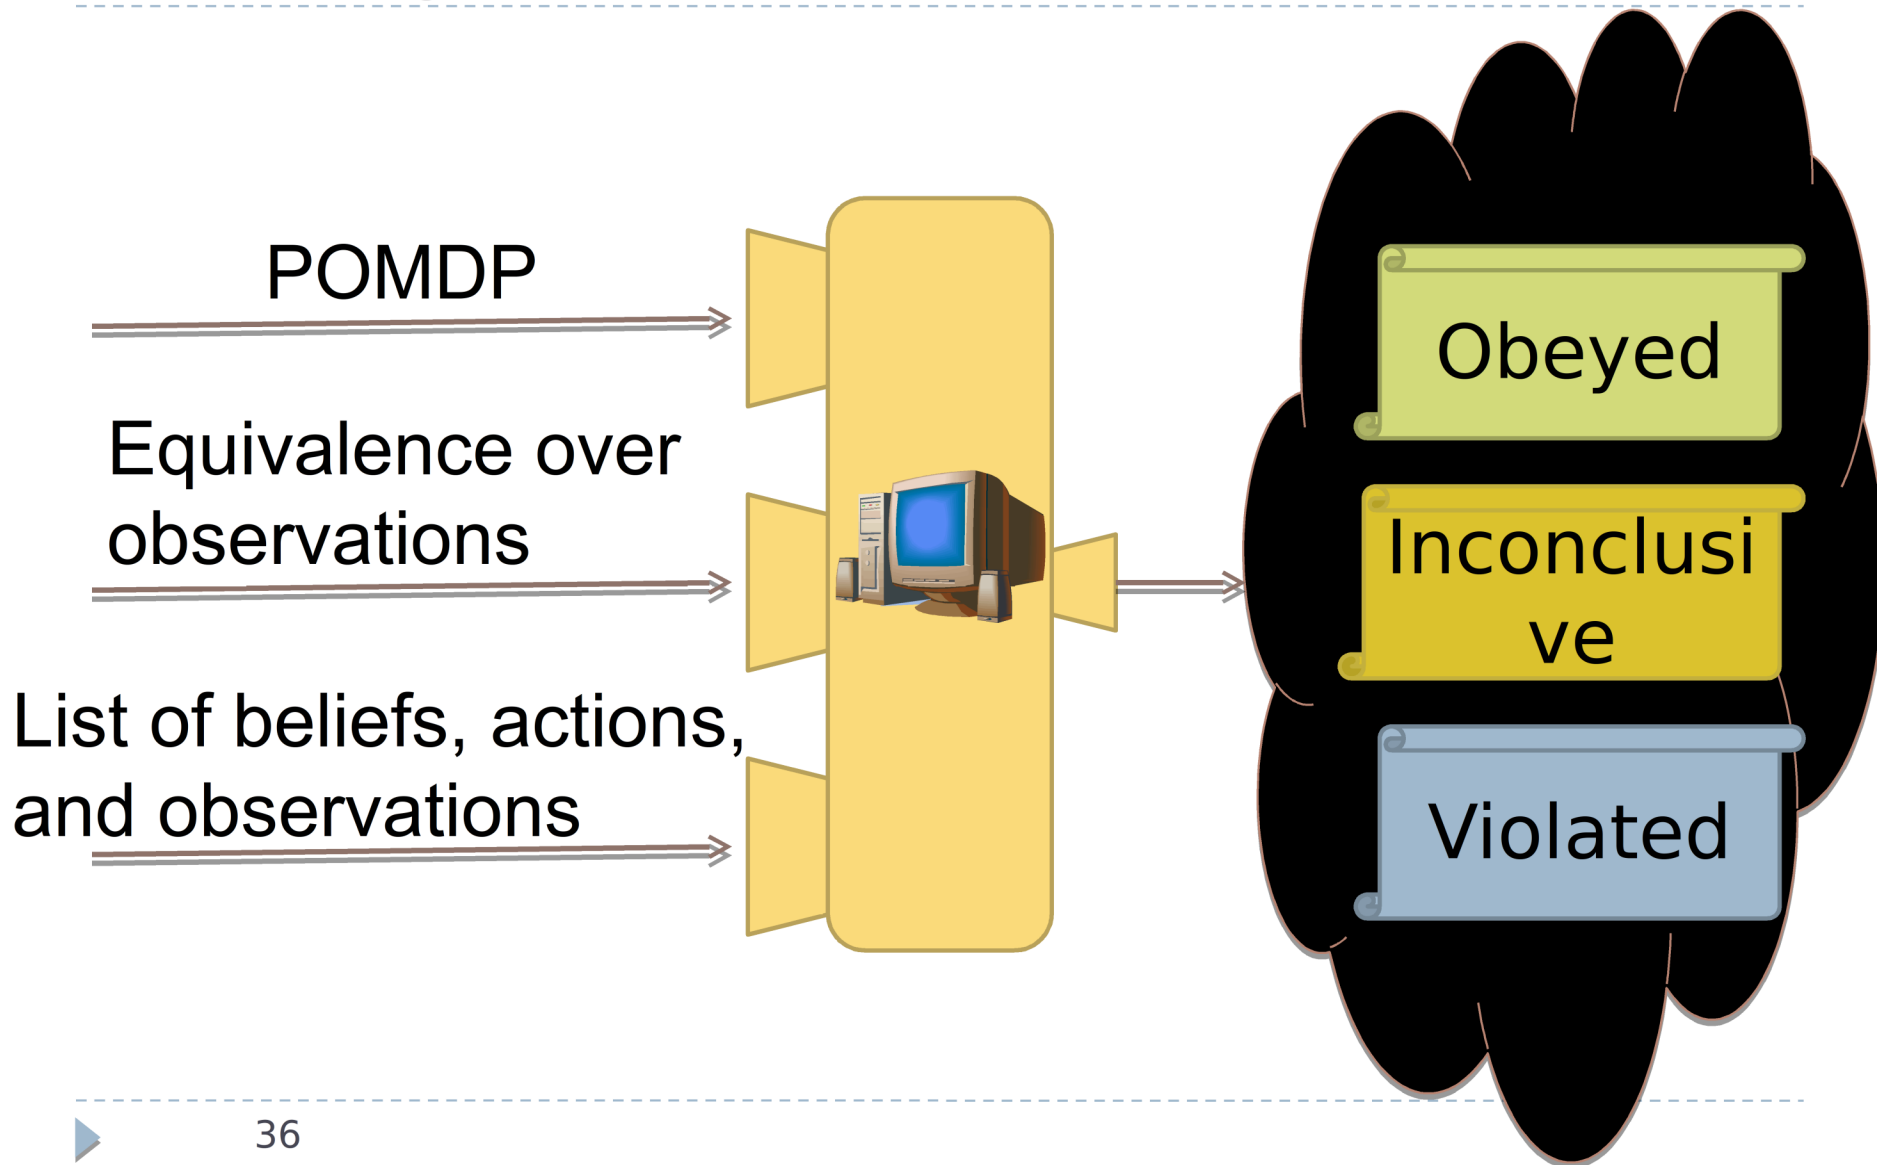 POMDP
Equivalence over
observations
List of beliefs, actions,
and observations
Obeyed
Inconclusi
ve
Violated
36